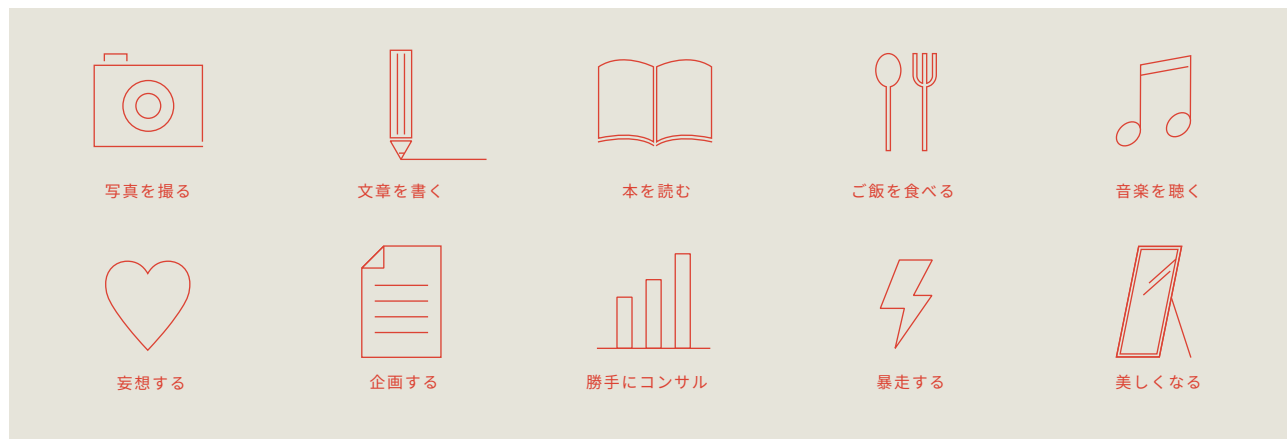 写真を撮る
文章を書く
本を読む
ご飯を食べる
音楽を聴く
妄想する
企画する
勝手にコンサル
暴走する
美しくなる